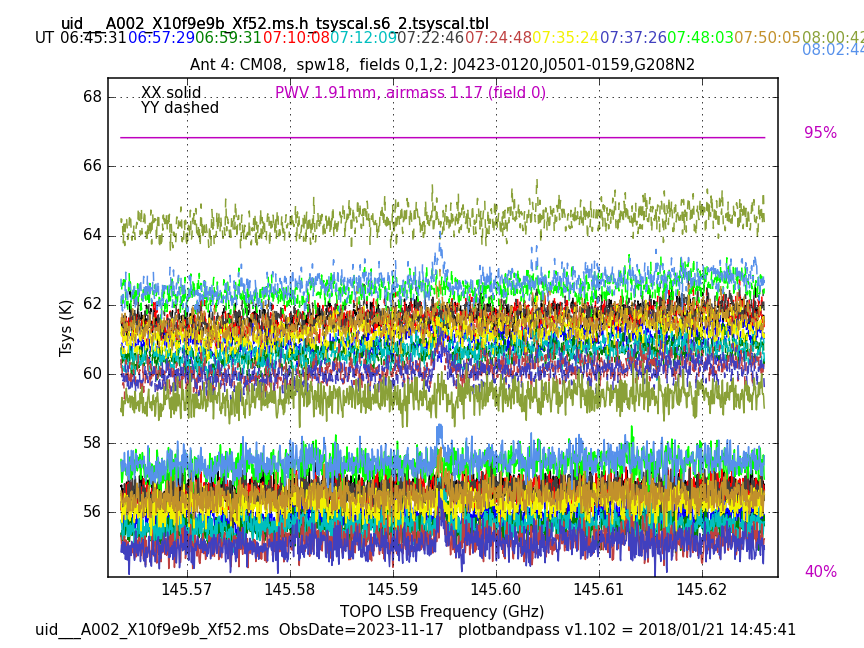 uid___A002_X10f9e9b_Xf52.ms.h_tsyscal.s6_2.tsyscal.tbl
UT 06:45:31 06:57:29 06:59:31 07:10:08 07:12:09 07:22:46 07:24:48 07:35:24 07:37:26 07:48:03 07:50:05 08:00:42
08:02:44
Ant 4: CM08, spw18, fields 0,1,2: J0423-0120,J0501-0159,G208N2
XX solid PWV 1.91mm, airmass 1.17 (field 0)
YY dashed
68
66
64
62
60
58
56
Tsys (K)
95%
40%
145.57 145.58 145.59 145.60 145.61 145.62
TOPO LSB Frequency (GHz)
uid___A002_X10f9e9b_Xf52.ms ObsDate=2023-11-17 plotbandpass v1.102 = 2018/01/21 14:45:41